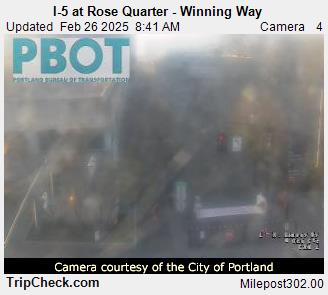 I-5 at Rose Quarter - Winning Way
Updated Feb 26 2025 8:41 AM Camera 4
PBOT
PORTLAND BUREAU OF TRANSPORTATION
Camera courtesy of the City of Portland
TripCheck.com Milepost302.00